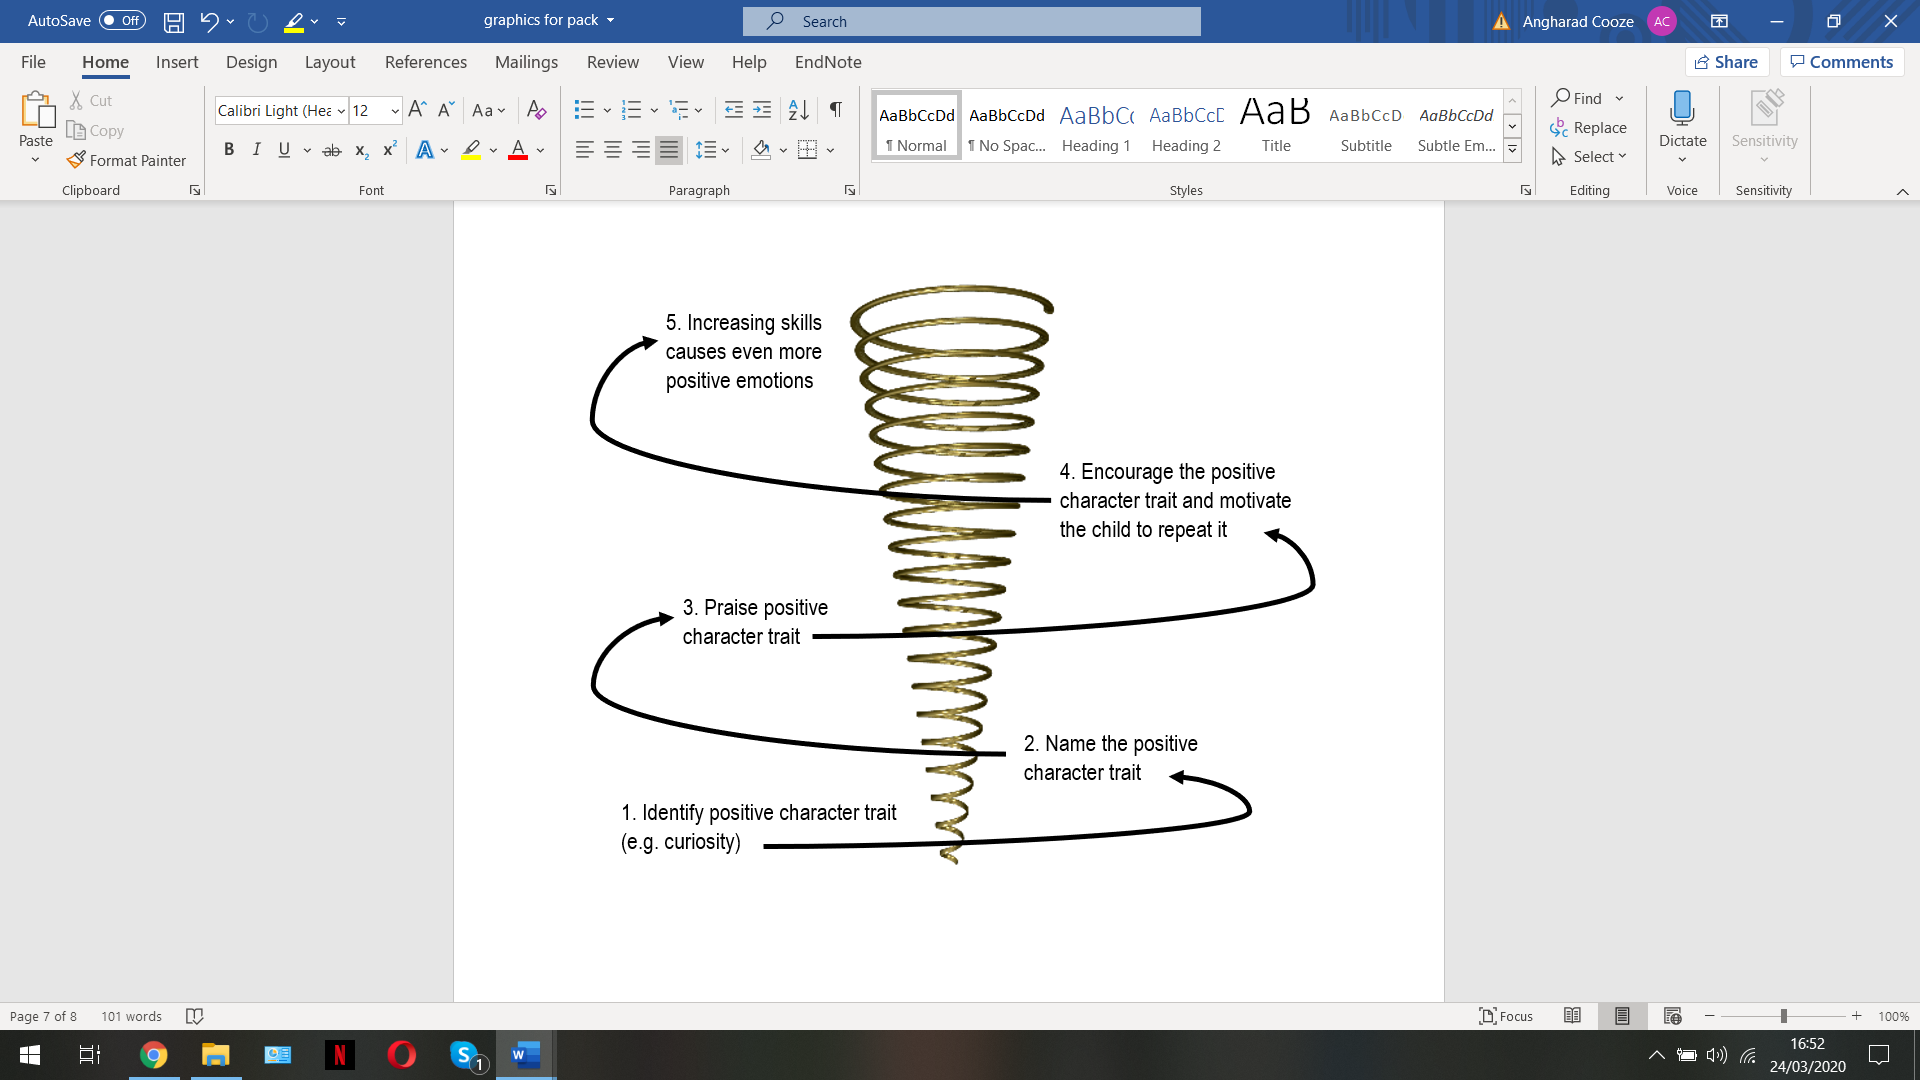 AutoSave Off
graphics for pack
Search
Angharad Cooze AC
File Home Insert Design Layout References Mailings Review View Help EndNote
Share Comments
Paste
Cut
Copy
Format Painter
Clipboard
Calibri Light (Hea 12
Font
Paragraph
AaBbCcDd AaBbCcDd AaBbCc AaBbCcD AaB AaBbCcD AaBbCcDd
¶ Normal ¶ No Spac... Heading 1 Heading 2 Title Subtitle Subtle Em...
Styles
Find
Replace
Select
Editing
Dictate
Voice
Sensitivity
Sensitivity
5. Increasing skills
causes even more
positive emotions
4. Encourage the positive
character trait and motivate
the child to repeat it
3. Praise positive
character trait
2. Name the positive
character trait
1. Identify positive character trait
(e.g. curiosity)
Page 7 of 8 101 words
Focus
100%
16:52
24/03/2020